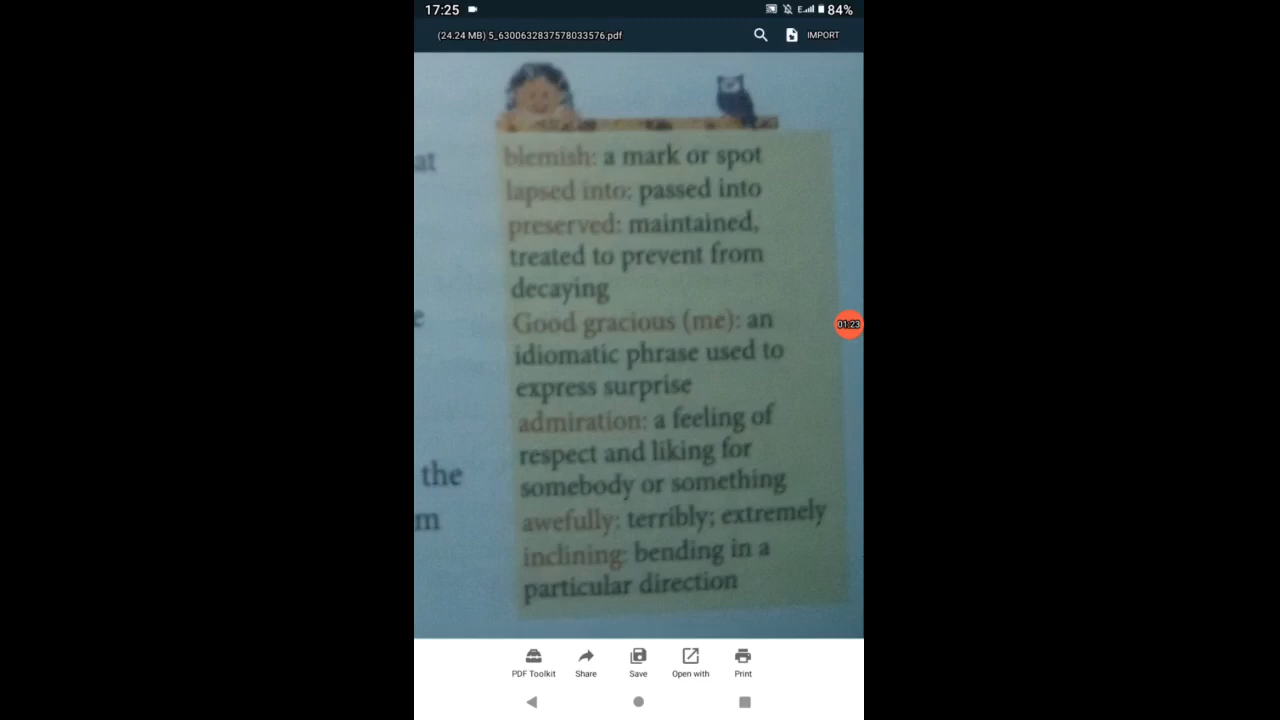 17:25
84%
(24.24 MB) 5_6300632837578033576.pdf
IMPORT
at
blemish: a mark or spot
lapsed into: passed into
preserved: maintained,
treated to prevent from
decaying
e
Good gracious (me): an
01:23
idiomatic phrase used to
express surprise
admiration: a feeling of
respect and liking for
the
somebody or something
m
awefully: terribly; extremely
inclining: bending in a
particular direction
PDF Toolkit
Share
Save
Open with
Print